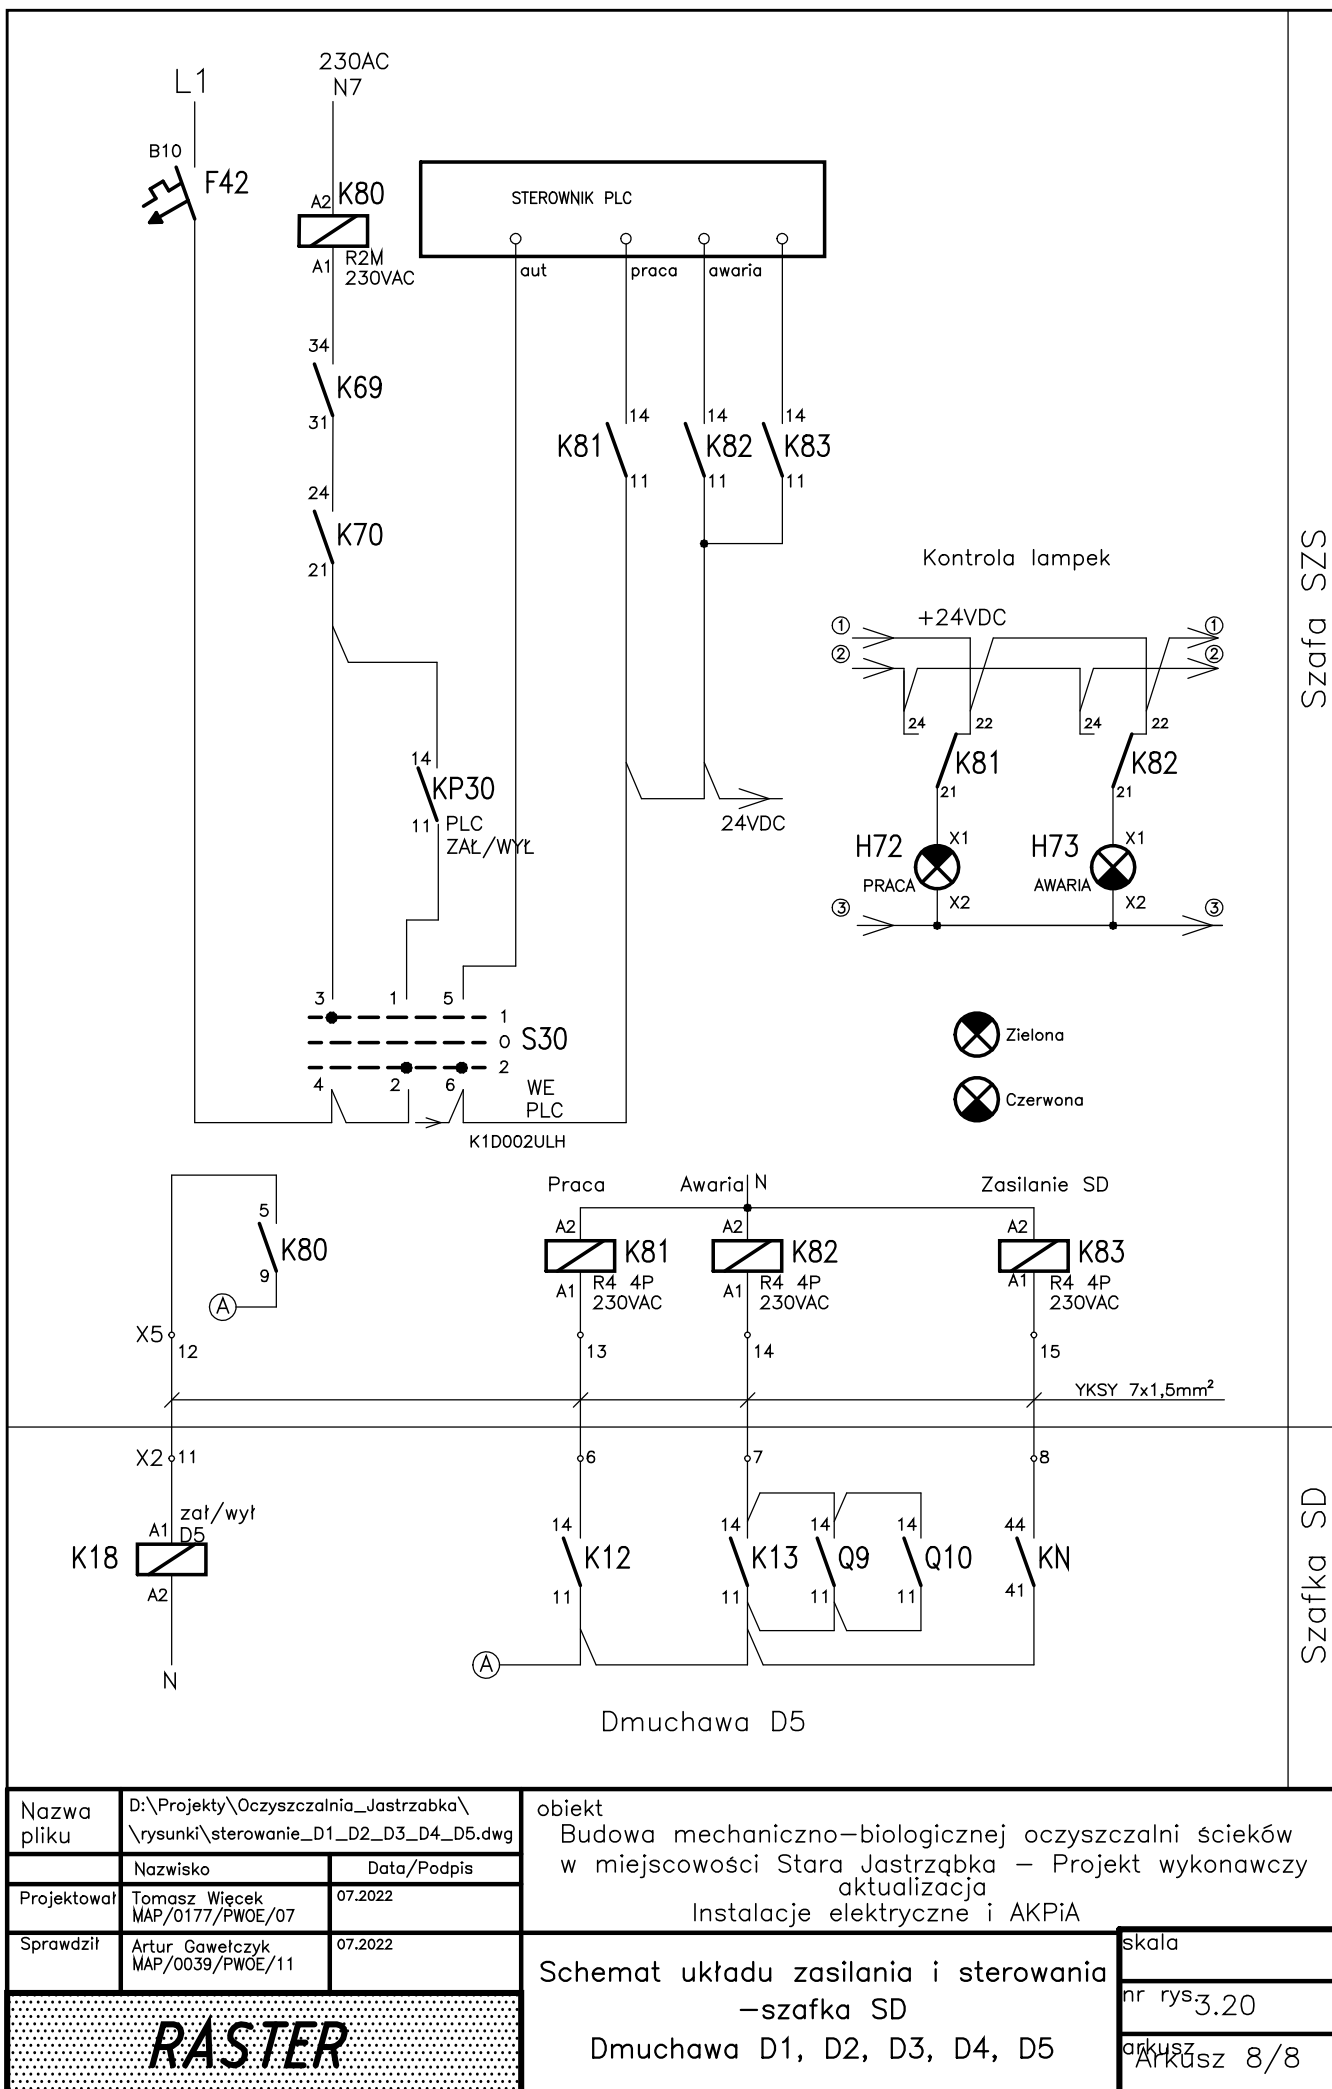 L1
230AC
N7
B10
F42
A2
K80
A1
R2M
230VAC
STEROWNIK PLC
aut
praca
awaria
34
K69
31
24
K70
21
K81
14
11
14
K82
11
14
K83
11
Kontrola lampek
+24VDC
1
1
2
2
24
22
24
22
K81
21
K82
21
14
KP30
11
PLC
ZAŁ/WYŁ
24VDC
H72
X1
PRACA
X2
H73
X1
AWARIA
X2
3
3
3
1
5
1
0
S30
2
4
2
6
WE
PLC
K1D002ULH
Zielona
Czerwona
Szafa SZS
5
K80
9
A
Praca
Awaria
N
Zasilanie SD
A2
K81
A1
R4 4P
230VAC
A2
K82
A1
R4 4P
230VAC
A2
K83
A1
R4 4P
230VAC
X5
12
13
14
15
YKSY 7x1,5mm²
X2
11
6
7
8
zał/wył
D5
A1
K18
A2
N
14
K12
11
14
K13
11
14
Q9
11
14
Q10
11
44
KN
41
A
Szafka SD
Dmuchawa D5
Nazwa
pliku
D:\Projekty\Oczyszczalnia_Jastrzabka\
\rysunki\sterowanie_D1_D2_D3_D4_D5.dwg
Nazwisko
Data/Podpis
Projektował
Tomasz Więcek
MAP/0177/PWOE/07
07.2022
Sprawdził
Artur Gawełczyk
MAP/0039/PWOE/11
07.2022
RASTER
obiekt
Budowa mechaniczno-biologicznej oczyszczalni ścieków
w miejscowości Stara Jastrząbka - Projekt wykonawczy
aktualizacja
Instalacje elektryczne i AKPiA
Schemat układu zasilania i sterowania
-szafka SD
Dmuchawa D1, D2, D3, D4, D5
skala
nr rys.
3.20
arkusz
Arkusz 8/8